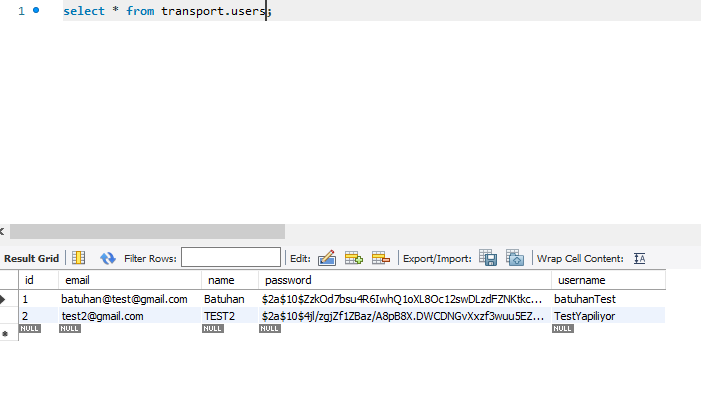 1 select * from transport.users;
Result Grid Filter Rows: Edit: Export/Import: Wrap Cell Content:
id email name password username
1 batuhan@test@gmail.com Batuhan $2a$10$ZzkOd7bsu4R6IwhQ1oXL8Oc12swDLzdFZNKtkc... batuhanTest
2 test2@gmail.com TEST2 $2a$10$4jl/zgjZf1ZBaz/A8pB8X.DWCDNGvXxzf3wuu5EZ... TestYapiliyor
NULL NULL NULL NULL NULL